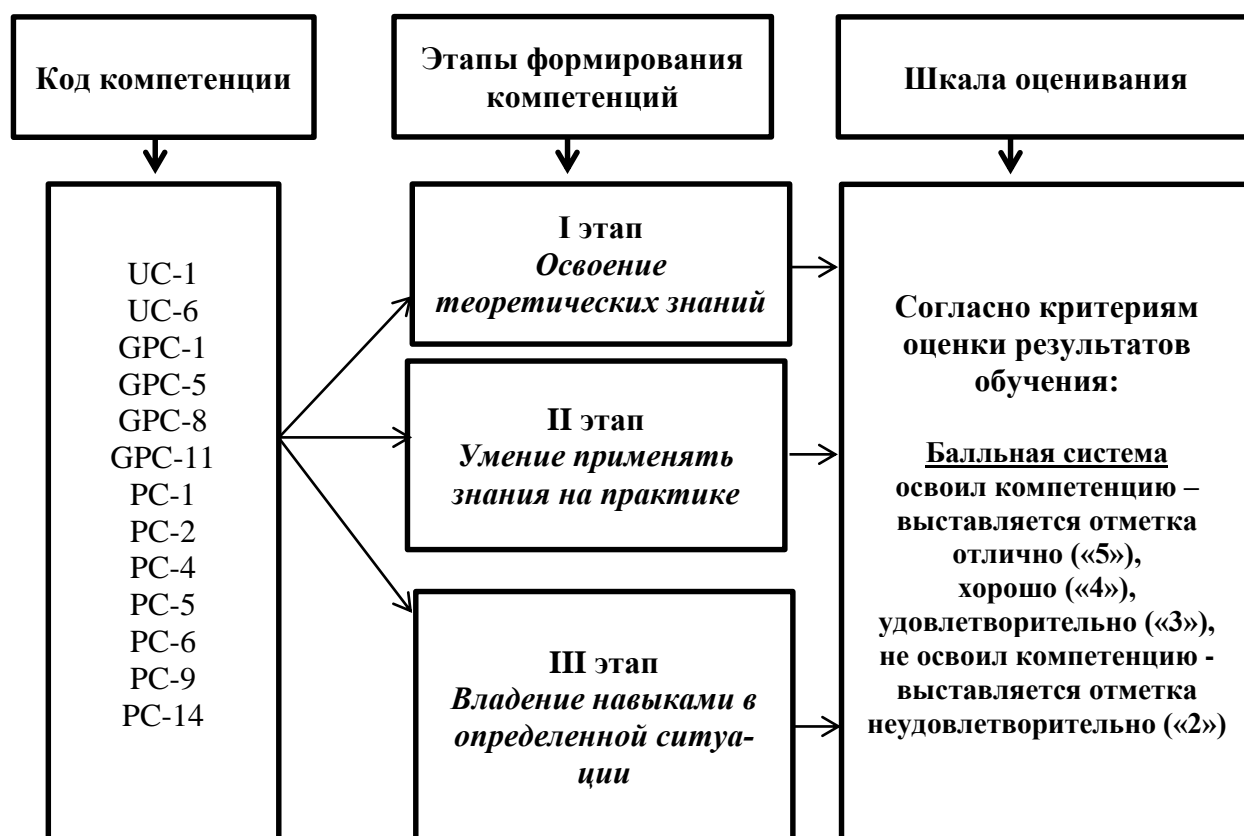 Код компетенции
Этапы формирования
компетенций
Шкала оценивания
UC-1
UC-6
GPC-1
GPC-5
GPC-8
GPC-11
PC-1
PC-2
PC-4
PC-5
PC-6
PC-9
PC-14
I этап
Освоение
теоретических знаний
II этап
Умение применять
знания на практике
III этап
Владение навыками в
определенной ситуа-
ции
Согласно критериям
оценки результатов
обучения:
Балльная система
освоил компетенцию –
выставляется отметка
отлично («5»),
хорошо («4»),
удовлетворительно («3»),
не освоил компетенцию -
выставляется отметка
неудовлетворительно («2»)